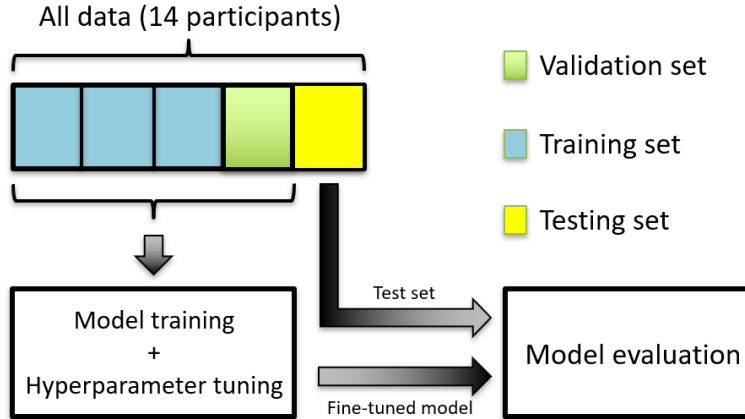 All data (14 participants)
Validation set
Training set
Testing set
Test set
Model training
+
Hyperparameter tuning
Fine-tuned model
Model evaluation